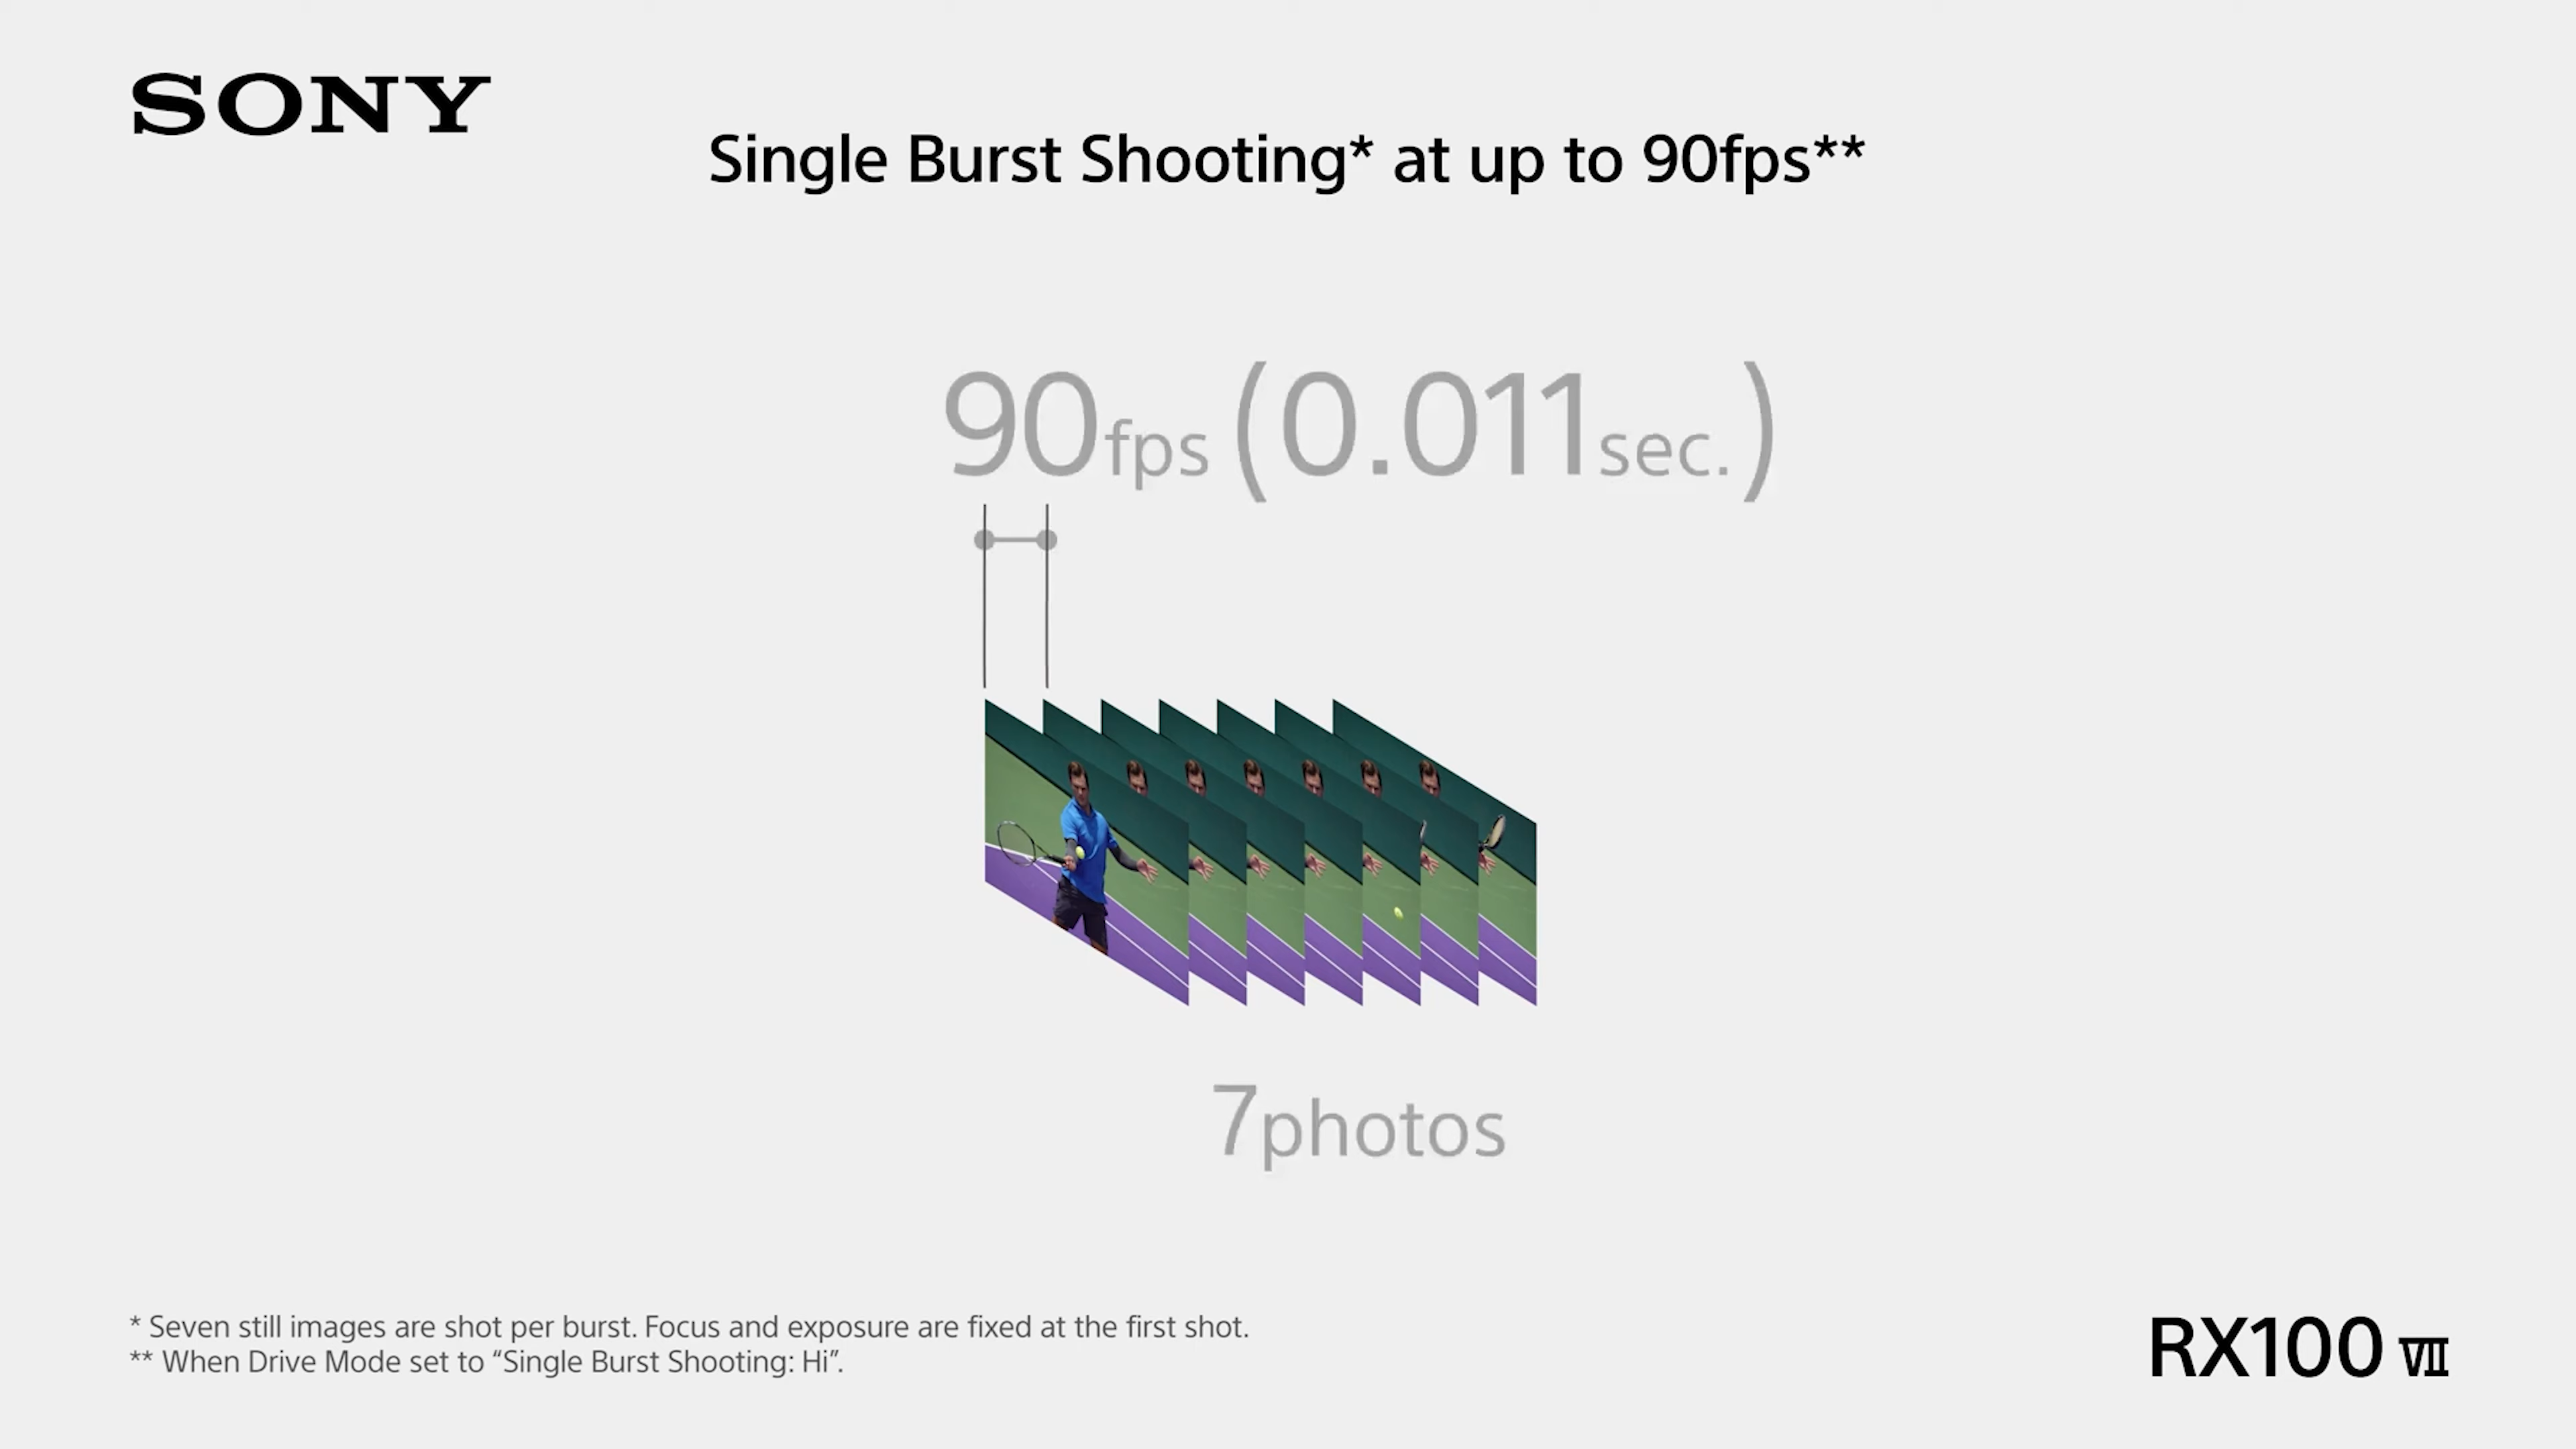 SONY
Single Burst Shooting* at up to 90fps**
90fps (0.011sec.)
7photos
* Seven still images are shot per burst. Focus and exposure are fixed at the first shot.
** When Drive Mode set to “Single Burst Shooting: Hi”.
RX100 VII